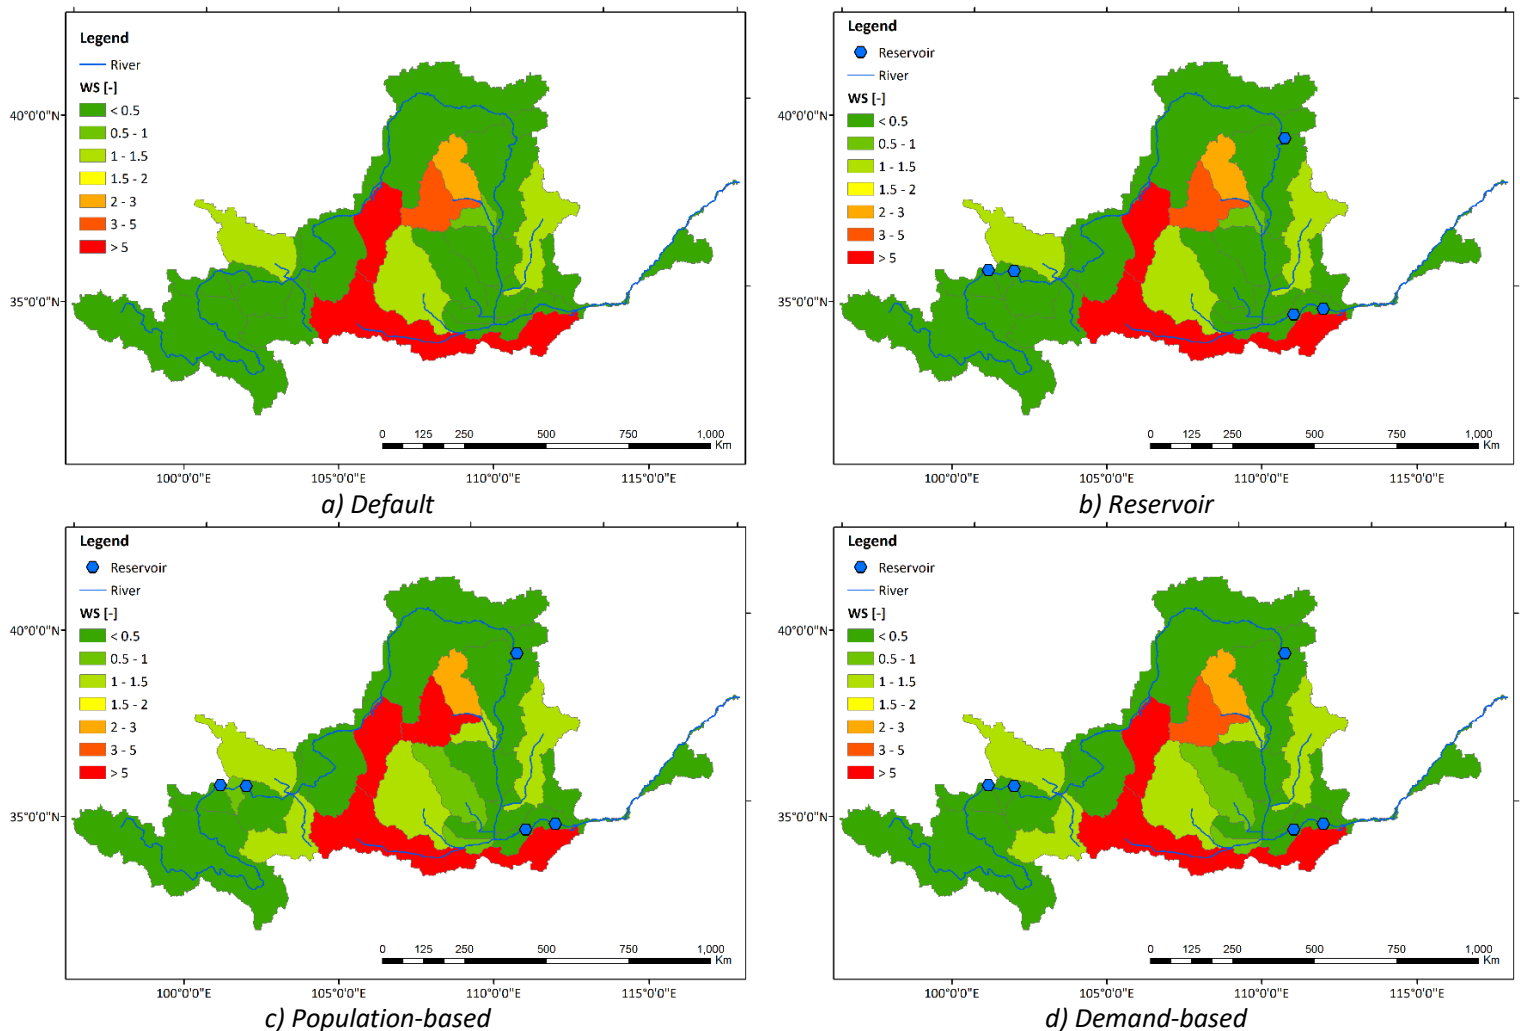 Legend
River
WS [-]
< 0.5
0.5 - 1
1 - 1.5
1.5 - 2
2 - 3
3 - 5
> 5
40°0'0"N
35°0'0"N
0 125 250 500 750 1,000
Km
100°0'0"E 105°0'0"E 110°0'0"E 115°0'0"E
a) Default
Legend
Reservoir
River
WS [-]
< 0.5
0.5 - 1
1 - 1.5
1.5 - 2
2 - 3
3 - 5
> 5
40°0'0"N
35°0'0"N
0 125 250 500 750 1,000
Km
100°0'0"E 105°0'0"E 110°0'0"E 115°0'0"E
b) Reservoir
Legend
Reservoir
River
WS [-]
< 0.5
0.5 - 1
1 - 1.5
1.5 - 2
2 - 3
3 - 5
> 5
40°0'0"N
35°0'0"N
0 125 250 500 750 1,000
Km
100°0'0"E 105°0'0"E 110°0'0"E 115°0'0"E
c) Population-based
Legend
Reservoir
River
WS [-]
< 0.5
0.5 - 1
1 - 1.5
1.5 - 2
2 - 3
3 - 5
> 5
40°0'0"N
35°0'0"N
0 125 250 500 750 1,000
Km
100°0'0"E 105°0'0"E 110°0'0"E 115°0'0"E
d) Demand-based